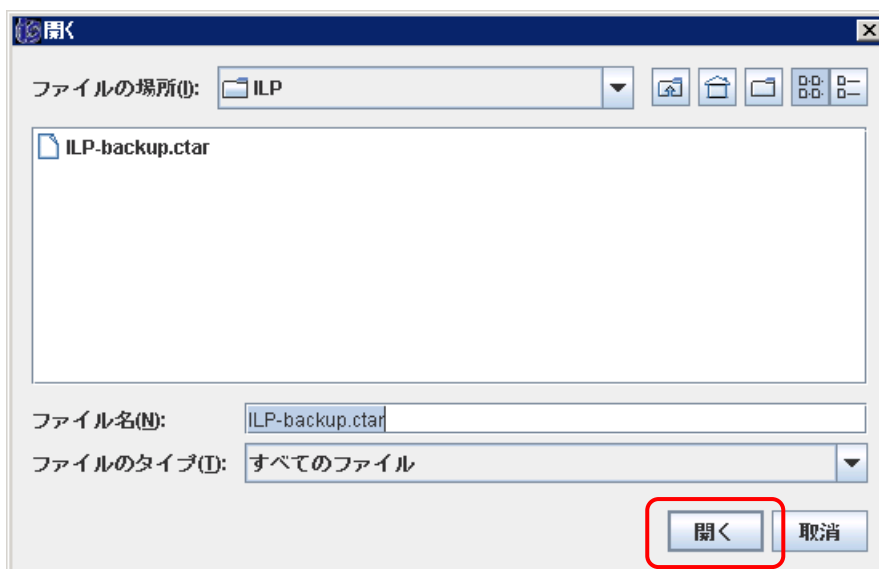 開く
ファイルの場所(I): ILP
ILP-backup.ctar
ファイル名(N): ILP-backup.ctar
ファイルのタイプ(T): すべてのファイル
開く 取消